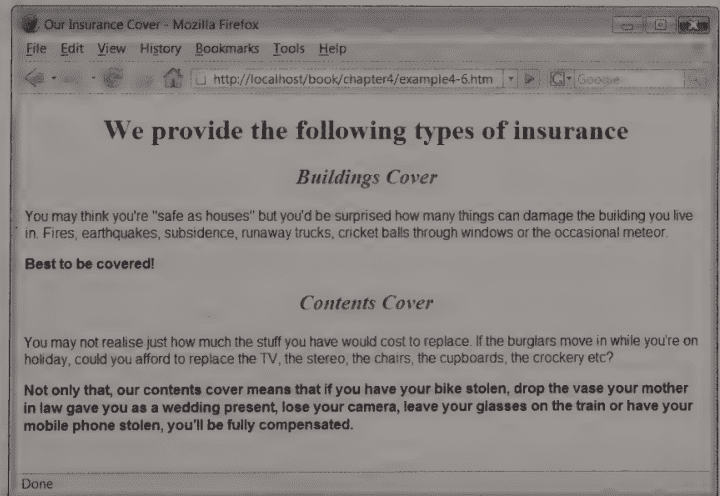 Our Insurance Cover - Mozilla Firefox
File Edit View History Bookmarks Tools Help
http://localhost/book/chapter4/example4-6.htm Google
We provide the following types of insurance
Buildings Cover
You may think you're "safe as houses" but you'd be surprised how many things can damage the building you live
in. Fires, earthquakes, subsidence, runaway trucks, cricket balls through windows or the occasional meteor.
Best to be covered!
Contents Cover
You may not realise just how much the stuff you have would cost to replace. If the burglars move in while you're on
holiday, could you afford to replace the TV, the stereo, the chairs, the cupboards, the crockery etc?
Not only that, our contents cover means that if you have your bike stolen, drop the vase your mother
in law gave you as a wedding present, lose your camera, leave your glasses on the train or have your
mobile phone stolen, you'll be fully compensated.
Done